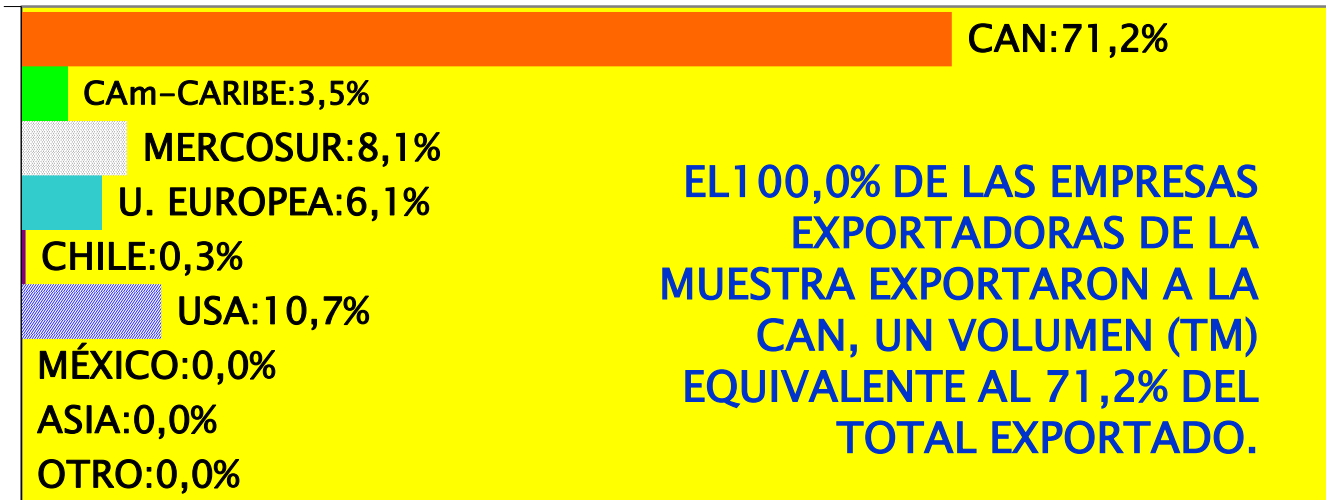 CAN:71,2%
CAm-CARIBE:3,5%
MERCOSUR:8,1%
U. EUROPEA:6,1%
CHILE:0,3%
USA:10,7%
MÉXICO:0,0%
ASIA:0,0%
OTRO:0,0%
EL100,0% DE LAS EMPRESAS
EXPORTADORAS DE LA
MUESTRA EXPORTARON A LA
CAN, UN VOLUMEN (TM)
EQUIVALENTE AL 71,2% DEL
TOTAL EXPORTADO.